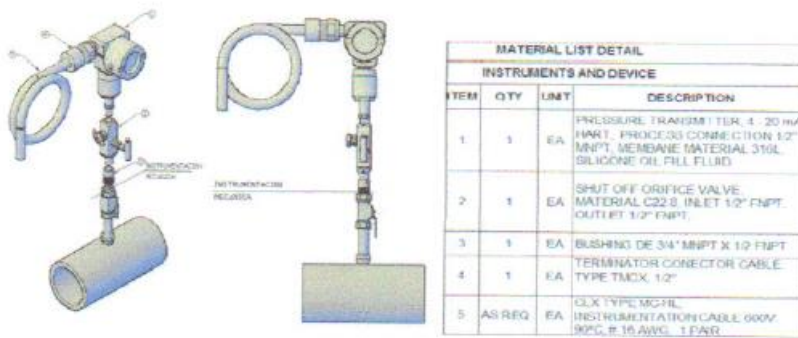 INSTRUMENTACION
MECANICA
INSTRUMENTACION
MECANICA
MATERIAL LIST DETAIL
INSTRUMENTS AND DEVICE
ITEM QTY UNIT DESCRIPTION
1 1 EA PRESSURE TRANSMITTER, 4 - 20 mA
HART, PROCESS CONNECTION 1/2"
MNPT, MEMBANE MATERIAL 316L
SILICONE OIL FILL FLUID
2 1 EA SHUT OFF ORIFICE VALVE
MATERIAL C22.8, INLET 1/2" FNPT.
OUTLET 1/2" FNPT.
3 1 EA BUSHING DE 3/4" MNPT X 1/2 FNPT
4 1 EA TERMINATOR CONECTOR CABLE
TYPE TMCX, 1/2"
5 AS REQ EA CLX TYPE MC-HL
INSTRUMENTATION CABLE 600V
90ºC, # 16 AWG, 1 PAIR